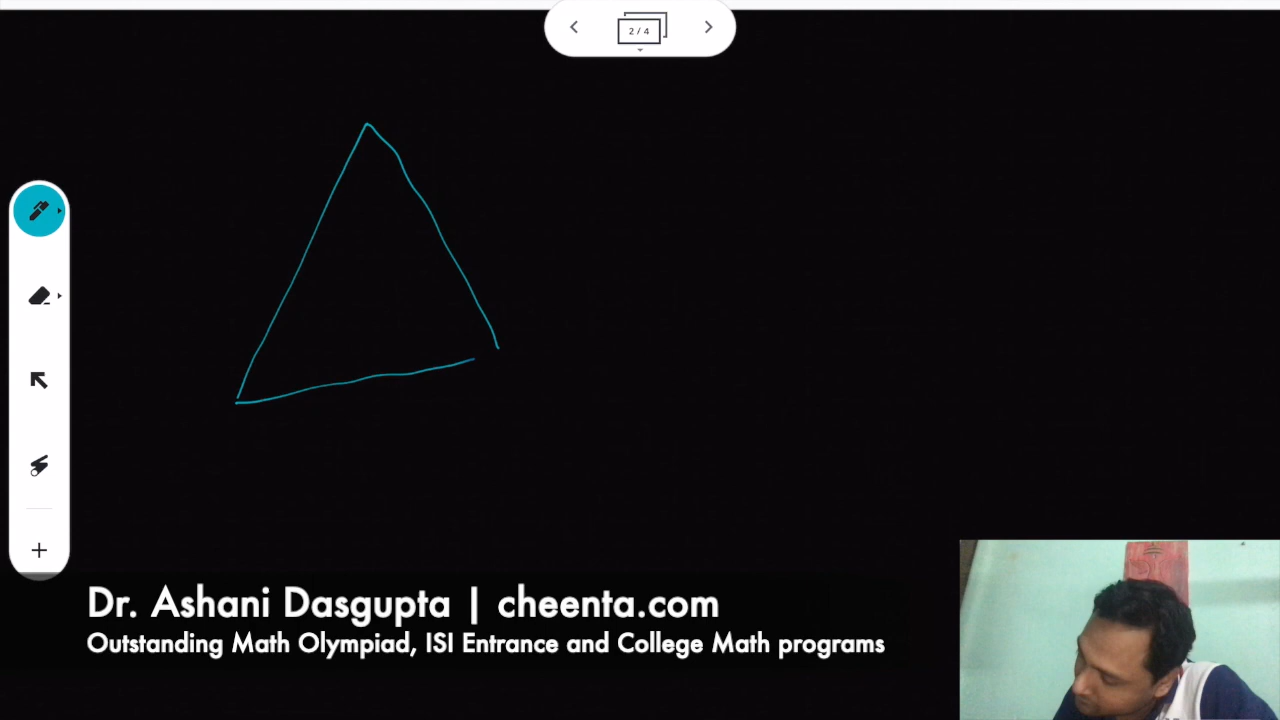 2 / 4
Dr. Ashani Dasgupta | cheenta.com
Outstanding Math Olympiad, ISI Entrance and College Math programs